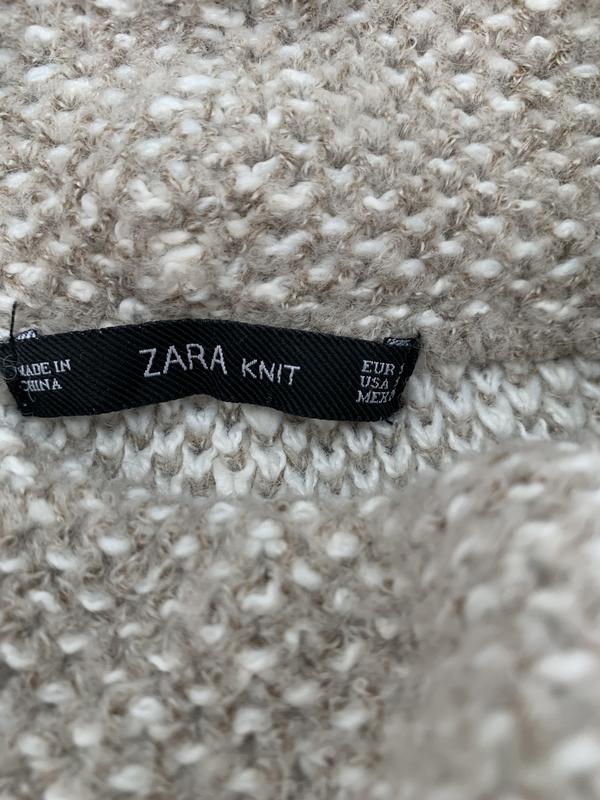 MADE IN
CHINA
ZARA KNIT
EUR S
USA S
MEX